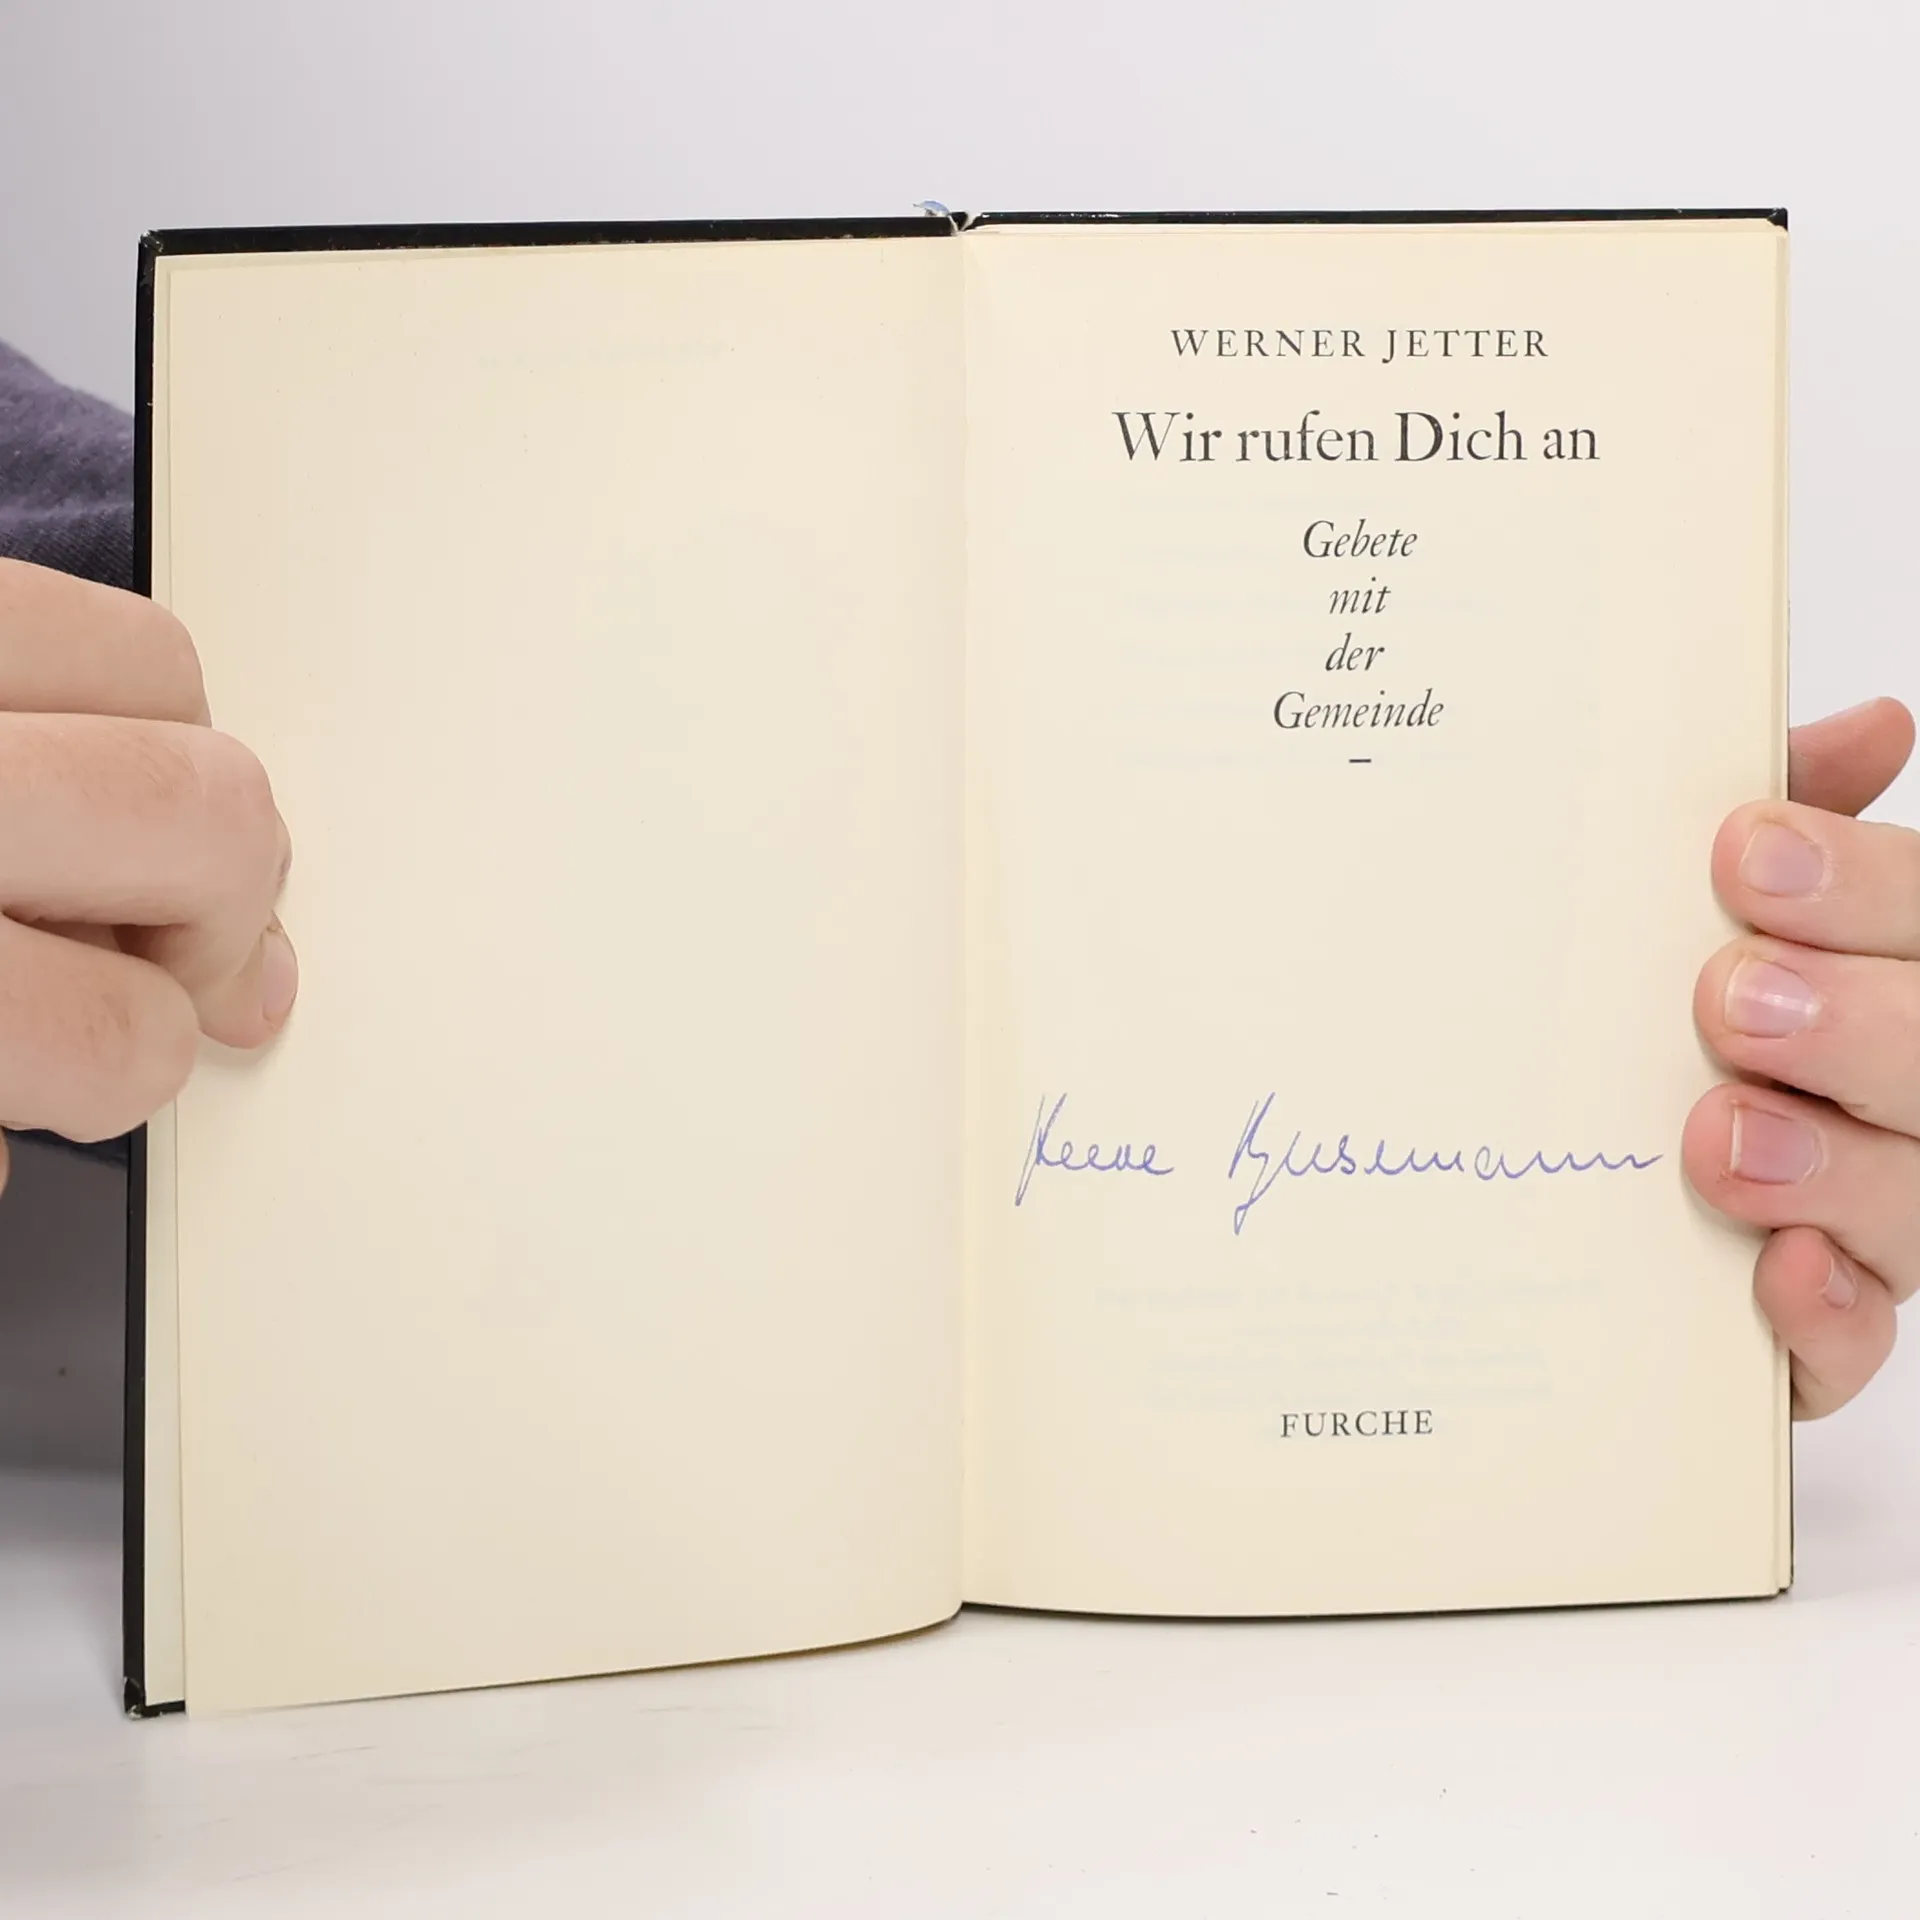 WERNER JETTER
Wir rufen Dich an
Gebete
mit
der
Gemeinde
–
FURCHE